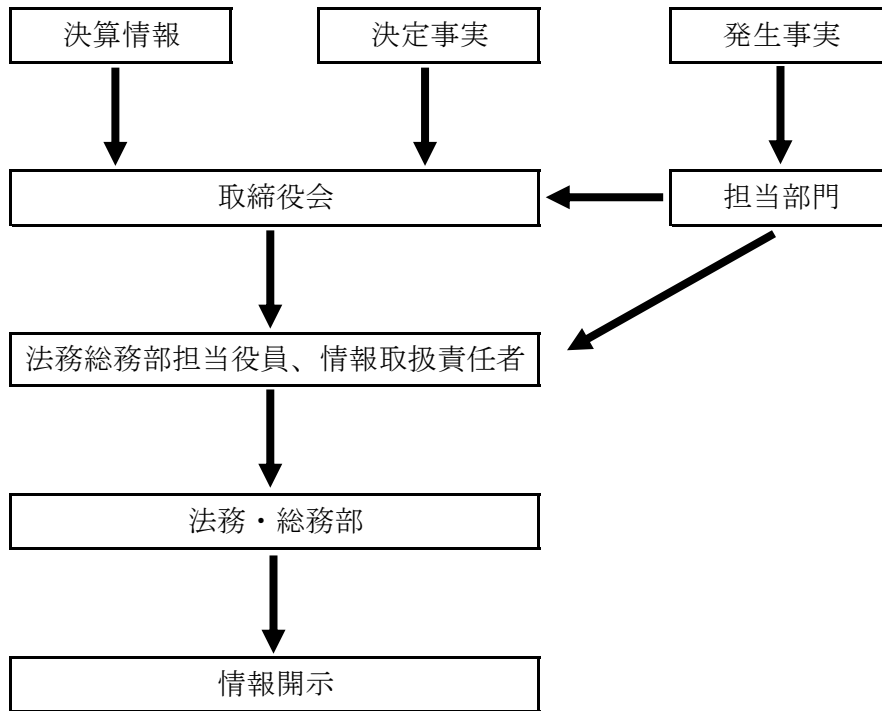 決算情報
決定事実
発生事実
取締役会
担当部門
法務総務部担当役員、情報取扱責任者
法務・総務部
情報開示